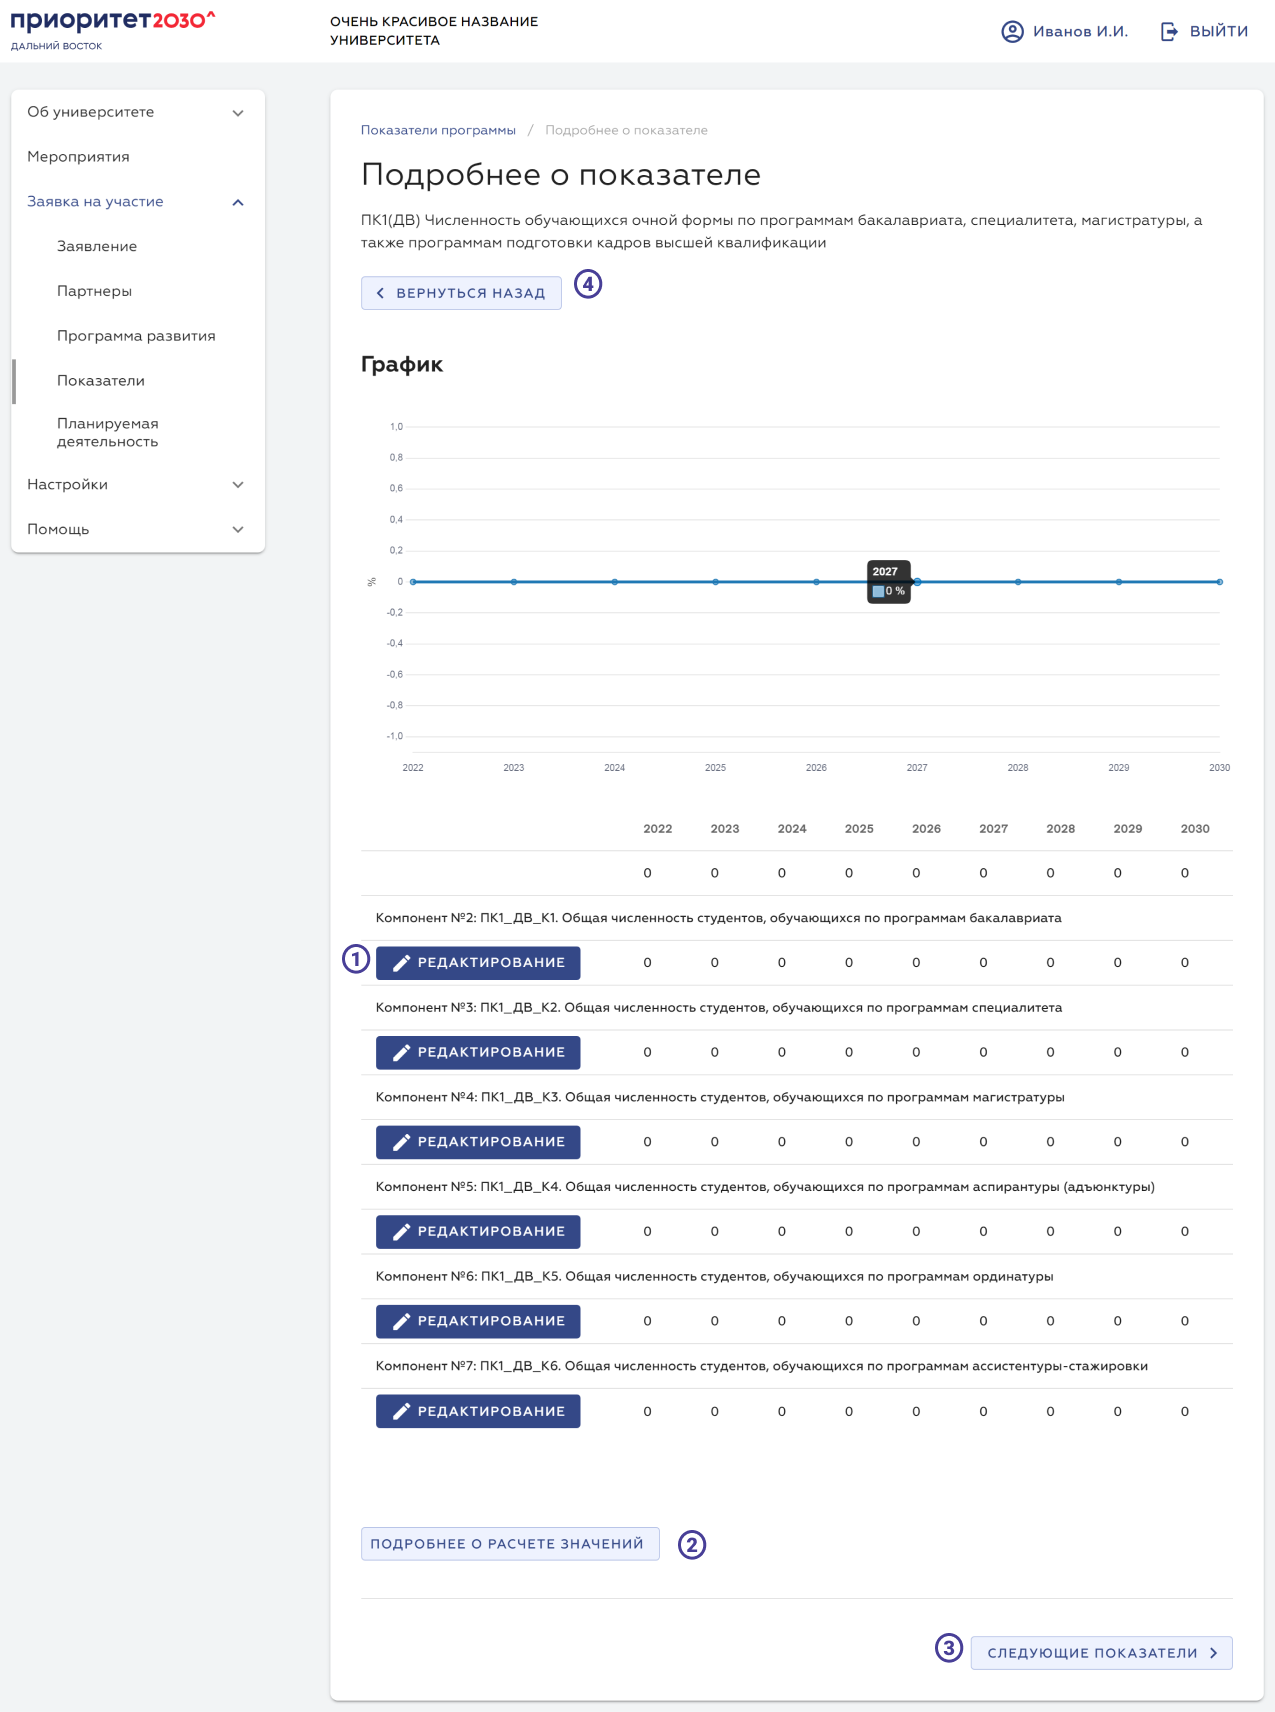 приоритет2030^
ДАЛЬНИЙ ВОСТОК
ОЧЕНЬ КРАСИВОЕ НАЗВАНИЕ
УНИВЕРСИТЕТА
Иванов И.И.
ВЫЙТИ
Об университете
Мероприятия
Заявка на участие
Заявление
Партнеры
Программа развития
Показатели
Планируемая
деятельность
Настройки
Помощь
Показатели программы / Подробнее о показателе
Подробнее о показателе
ПК1(ДВ) Численность обучающихся очной формы по программам бакалавриата, специалитета, магистратуры, а
также программам подготовки кадров высшей квалификации
ВЕРНУТЬСЯ НАЗАД
4
График
1,0
0,8
0,6
0,4
0,2
0
-0,2
-0,4
-0,6
-0,8
-1,0
%
2027
0 %
2022 2023 2024 2025 2026 2027 2028 2029 2030
2022 2023 2024 2025 2026 2027 2028 2029 2030
0 0 0 0 0 0 0 0 0
Компонент №2: ПК1_ДВ_К1. Общая численность студентов, обучающихся по программам бакалавриата
1 РЕДАКТИРОВАНИЕ 0 0 0 0 0 0 0 0 0
Компонент №3: ПК1_ДВ_К2. Общая численность студентов, обучающихся по программам специалитета
РЕДАКТИРОВАНИЕ 0 0 0 0 0 0 0 0 0
Компонент №4: ПК1_ДВ_К3. Общая численность студентов, обучающихся по программам магистратуры
РЕДАКТИРОВАНИЕ 0 0 0 0 0 0 0 0 0
Компонент №5: ПК1_ДВ_К4. Общая численность студентов, обучающихся по программам аспирантуры (адъюнктуры)
РЕДАКТИРОВАНИЕ 0 0 0 0 0 0 0 0 0
Компонент №6: ПК1_ДВ_К5. Общая численность студентов, обучающихся по программам ординатуры
РЕДАКТИРОВАНИЕ 0 0 0 0 0 0 0 0 0
Компонент №7: ПК1_ДВ_К6. Общая численность студентов, обучающихся по программам ассистентуры-стажировки
РЕДАКТИРОВАНИЕ 0 0 0 0 0 0 0 0 0
ПОДРОБНЕЕ О РАСЧЕТЕ ЗНАЧЕНИЙ
2
3
СЛЕДУЮЩИЕ ПОКАЗАТЕЛИ